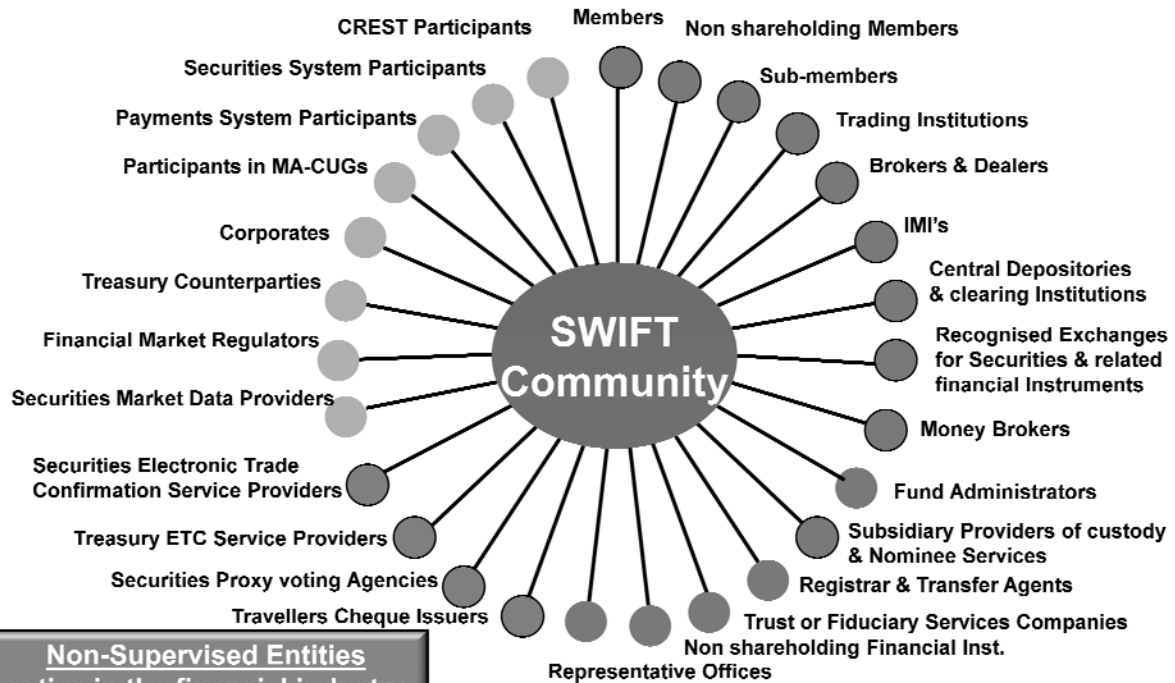 Members
CREST Participants
Non shareholding Members
Securities System Participants
Sub-members
Payments System Participants
Trading Institutions
Participants in MA-CUGs
Brokers & Dealers
Corporates
IMI's
Treasury Counterparties
Central Depositories
& clearing Institutions
Financial Market Regulators
SWIFT
Community
Recognised Exchanges
for Securities & related
financial Instruments
Securities Market Data Providers
Money Brokers
Securities Electronic Trade
Confirmation Service Providers
Fund Administrators
Treasury ETC Service Providers
Subsidiary Providers of custody
& Nominee Services
Securities Proxy voting Agencies
Registrar & Transfer Agents
Travellers Cheque Issuers
Trust or Fiduciary Services Companies
Non shareholding Financial Inst.
Representative Offices
Non-Supervised Entities
in the financial